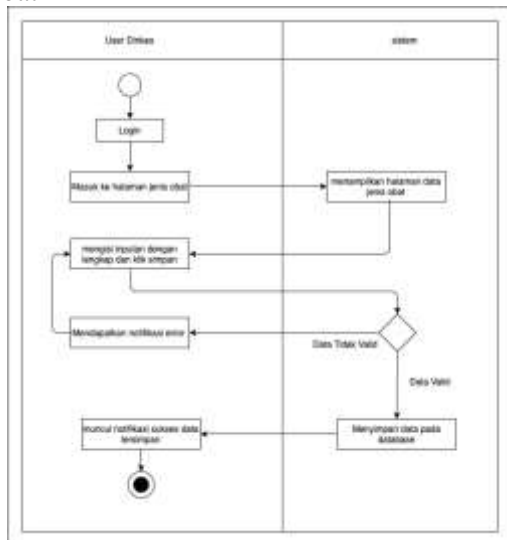 User Dinkes
sistem
Login
Masuk ke halaman jenis obat
menampilkan halaman data
jenis obat
mengisi inputan dengan
lengkap dan klik simpan
Mendapatkan notifikasi error
Data Tidak Valid
Data Valid
muncul notifikasi sukses data
tersimpan
Menyimpan data pada
database